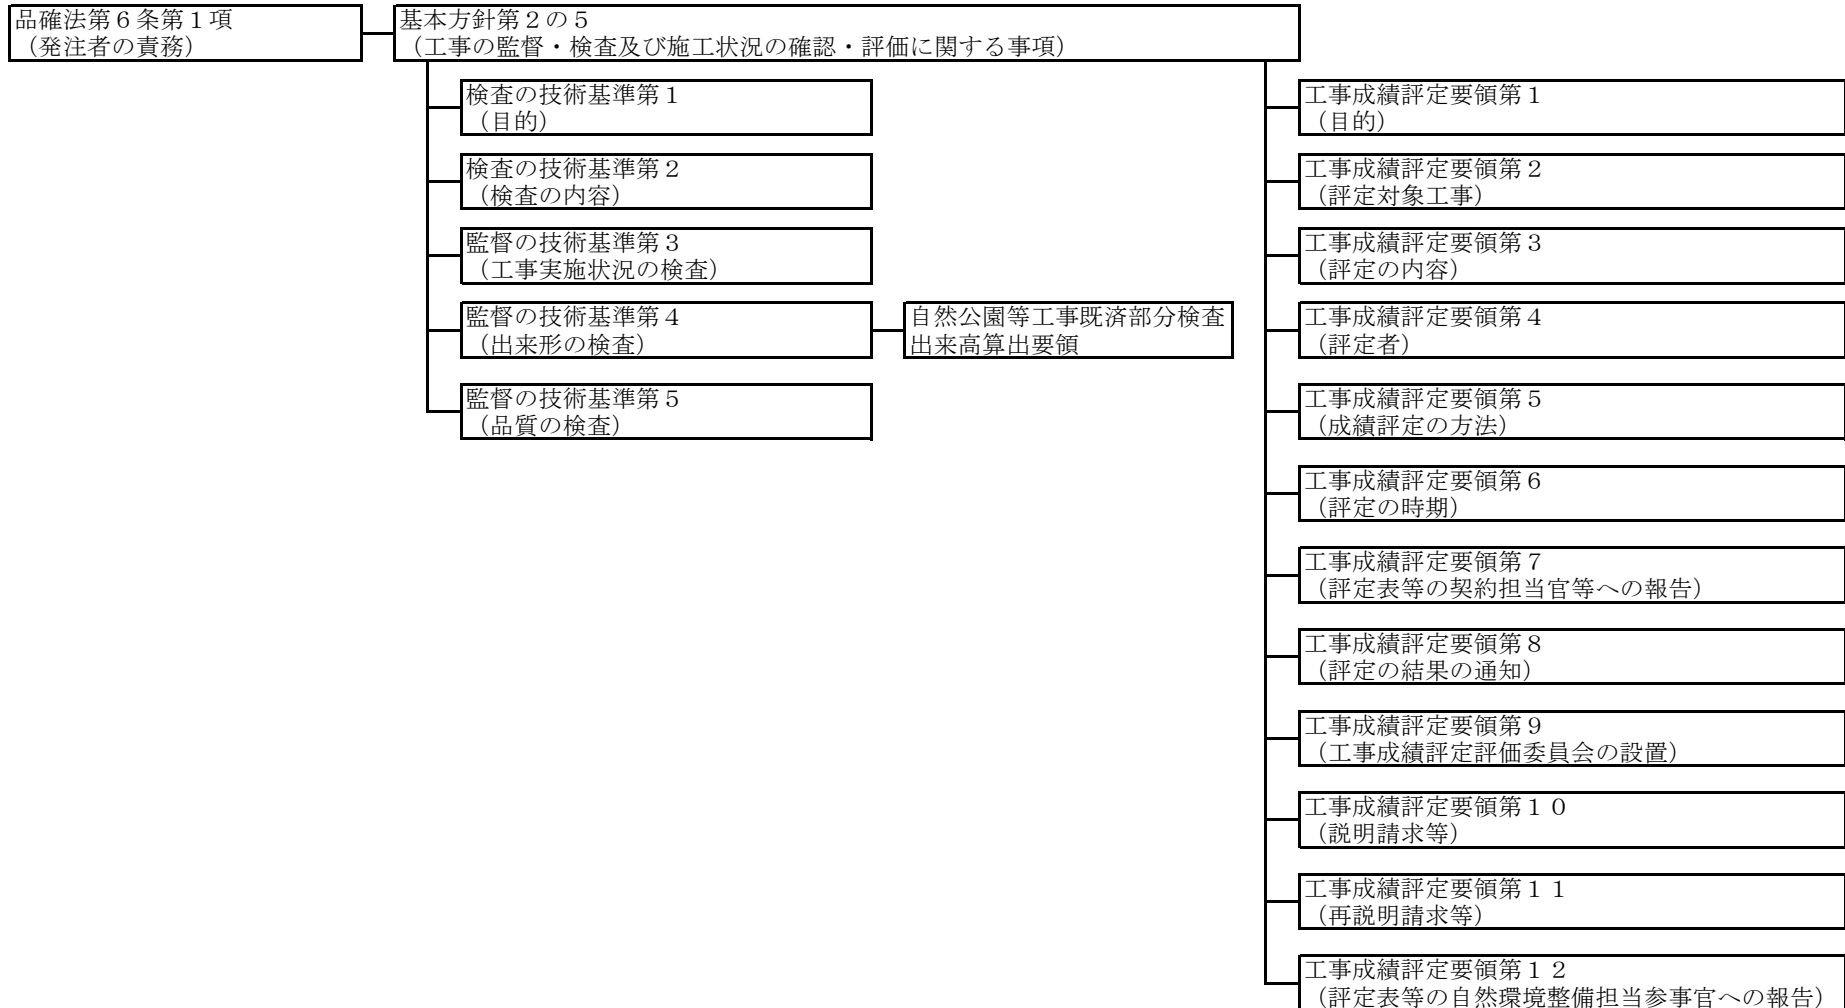 品確法第６条第１項
（発注者の責務）
基本方針第２の５
（工事の監督・検査及び施工状況の確認・評価に関する事項）
検査の技術基準第１
（目的）
検査の技術基準第２
（検査の内容）
監督の技術基準第３
（工事実施状況の検査）
監督の技術基準第４
（出来形の検査）
自然公園等工事既済部分検査
出来高算出要領
監督の技術基準第５
（品質の検査）
工事成績評定要領第１
（目的）
工事成績評定要領第２
（評定対象工事）
工事成績評定要領第３
（評定の内容）
工事成績評定要領第４
（評定者）
工事成績評定要領第５
（成績評定の方法）
工事成績評定要領第６
（評定の時期）
工事成績評定要領第７
（評定表等の契約担当官等への報告）
工事成績評定要領第８
（評定の結果の通知）
工事成績評定要領第９
（工事成績評定評価委員会の設置）
工事成績評定要領第１０
（説明請求等）
工事成績評定要領第１１
（再説明請求等）
工事成績評定要領第１２
（評定表等の自然環境整備担当参事官への報告）